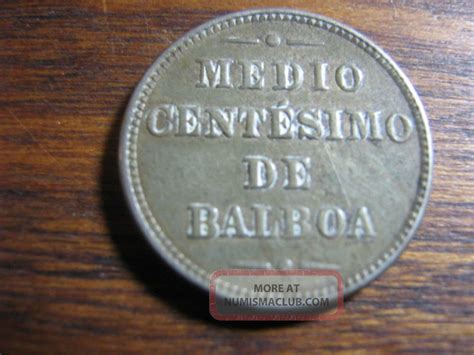 MEDIO
CENTÉSIMO
DE
BALBOA
MORE AT
NUMISMACLUB.COM